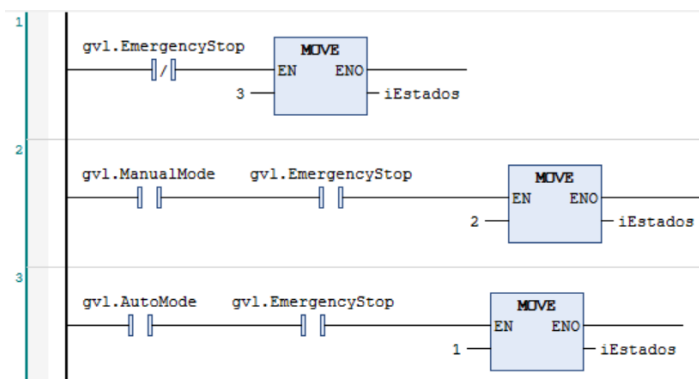 1
gvl.EmergencyStop
MOVE
/
EN ENO
3 iEstados
2
gvl.ManualMode gvl.EmergencyStop
MOVE
EN ENO
2 iEstados
3
gvl.AutoMode gvl.EmergencyStop
MOVE
EN ENO
1 iEstados